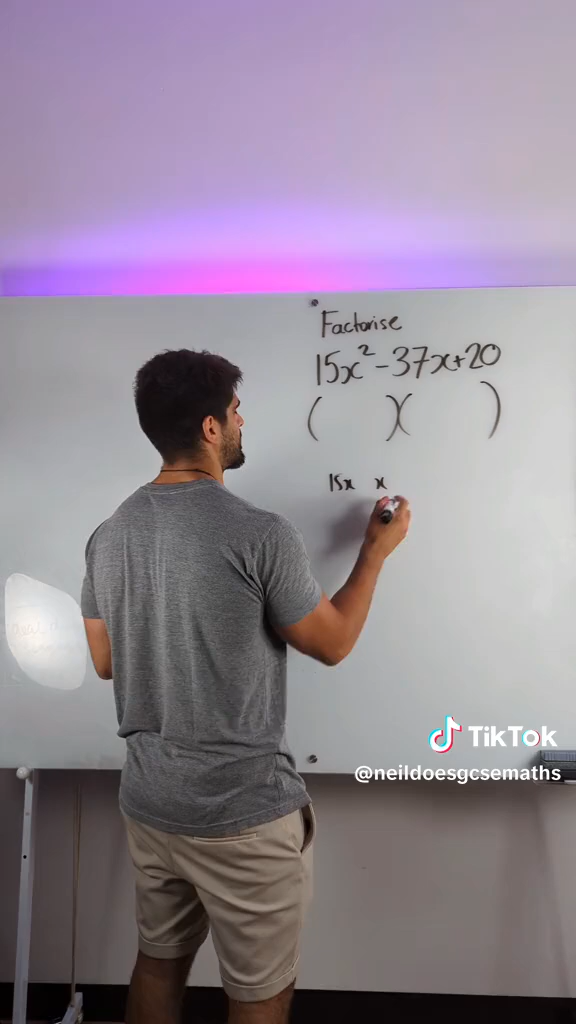 Factorise
15x² - 37x + 20
(      )(      )
15x  x
TikTok
@neildoesgcsemaths